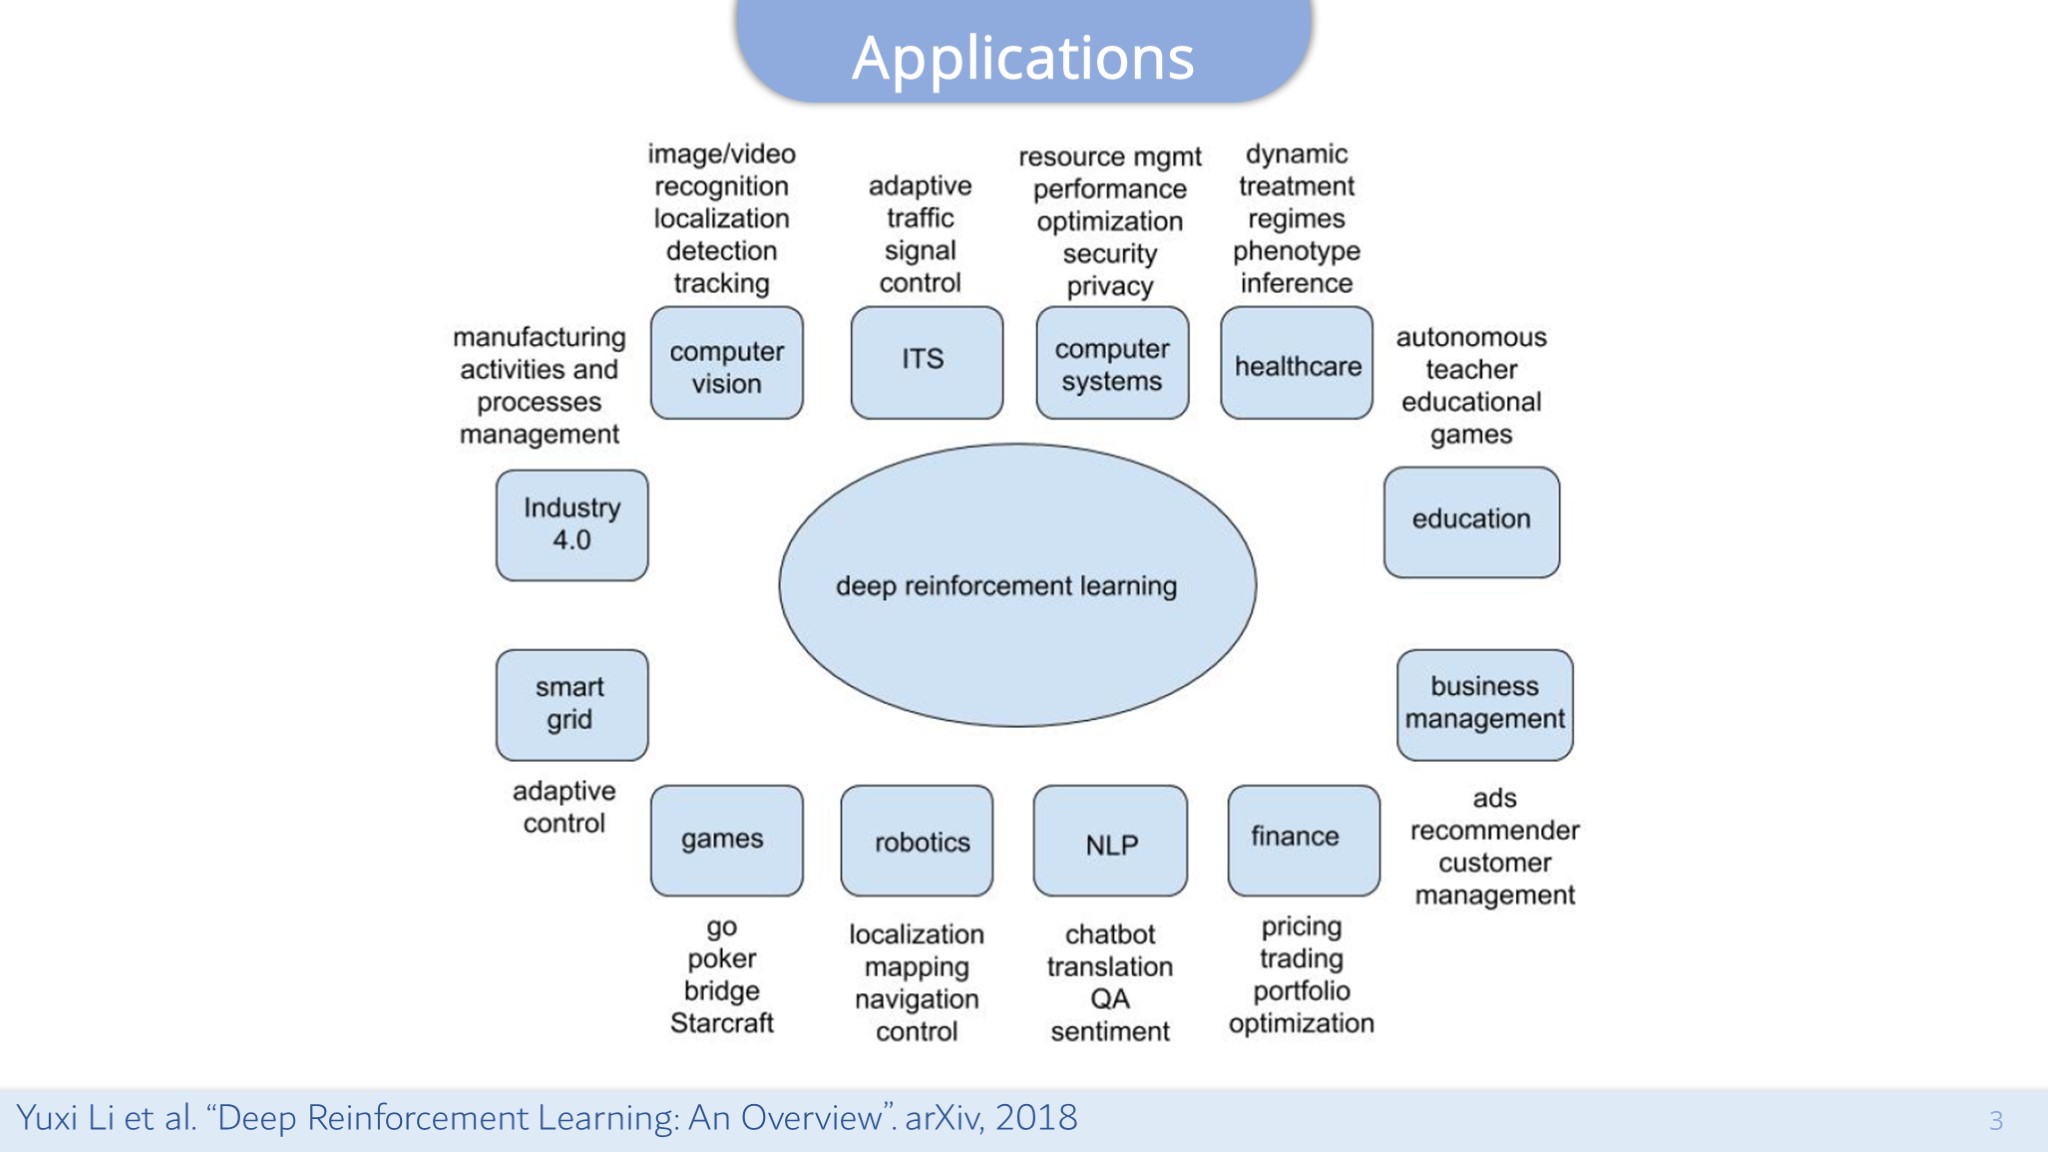 Applications
image/video
recognition
localization
detection
tracking
adaptive
traffic
signal
control
resource mgmt
performance
optimization
security
privacy
dynamic
treatment
regimes
phenotype
inference
manufacturing
activities and
processes
management
computer
vision
ITS
computer
systems
healthcare
autonomous
teacher
educational
games
Industry
4.0
education
deep reinforcement learning
smart
grid
business
management
adaptive
control
games
robotics
NLP
finance
ads
recommender
customer
management
go
poker
bridge
Starcraft
localization
mapping
navigation
control
chatbot
translation
QA
sentiment
pricing
trading
portfolio
optimization
Yuxi Li et al. “Deep Reinforcement Learning: An Overview”. arXiv, 2018
3